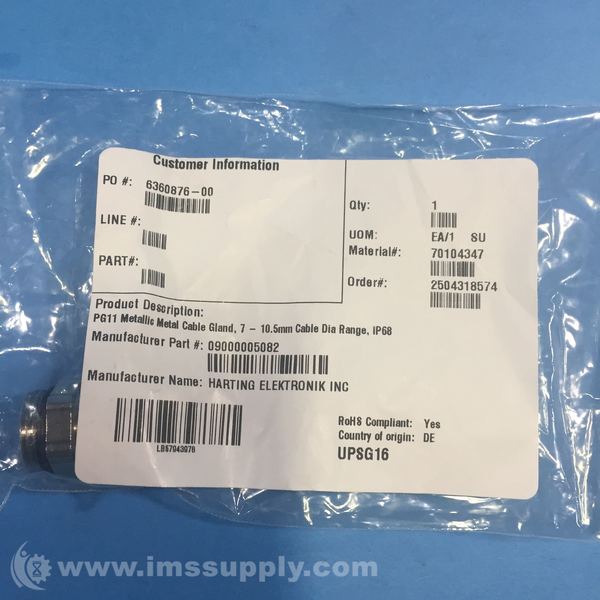 Customer Information
PO #: 6360876-00
LINE #:
PART#:
Qty: 1
UOM: EA/1 SU
Material#: 70104347
Order#: 2504318574
Product Description:
PG11 Metallic Metal Cable Gland, 7 - 10.5mm Cable Dia Range, IP68
Manufacturer Part #: 09000005082
Manufacturer Name: HARTING ELEKTRONIK INC
LB67943978
RoHS Compliant: Yes
Country of origin: DE
UPSG16
www.imssupply.com